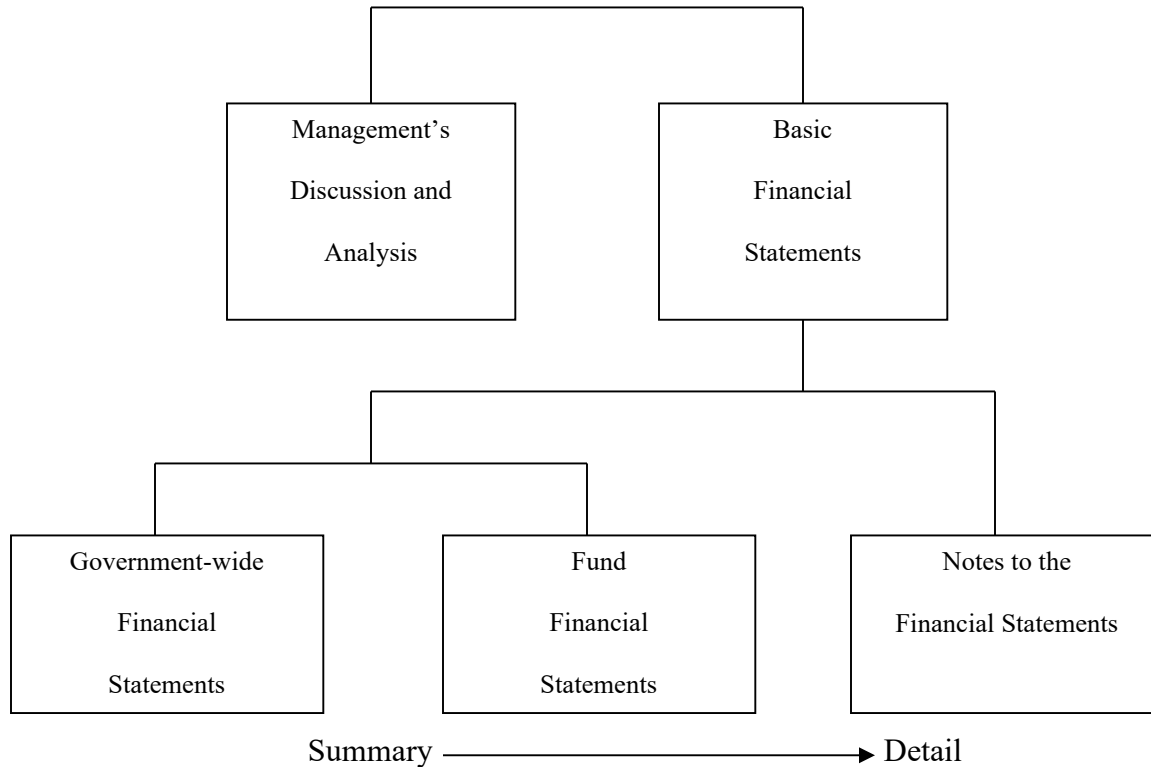 Management’s
Discussion and
Analysis
Basic
Financial
Statements
Government-wide
Financial
Statements
Fund
Financial
Statements
Notes to the
Financial Statements
Summary
Detail